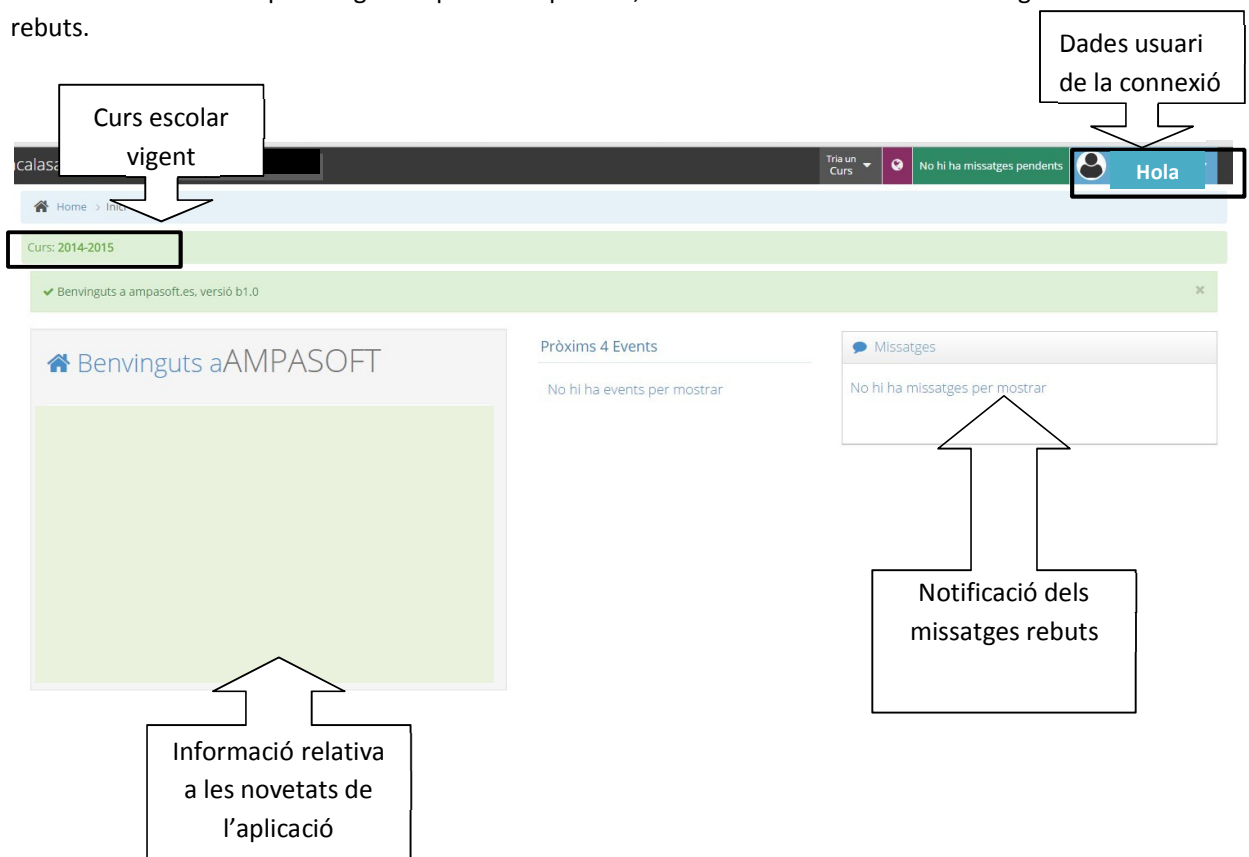 rebuts.
Dades usuari
de la connexió
Curs escolar
vigent
Tria un
Curs
No hi ha missatges pendents
Hola
Home > Inici
Curs: 2014-2015
Benvinguts a ampasoft.es, versió b1.0
Benvinguts aAMPASOFT
Pròxims 4 Events
No hi ha events per mostrar
Missatges
No hi ha missatges per mostrar
Notificació dels
missatges rebuts
Informació relativa
a les novetats de
l’aplicació